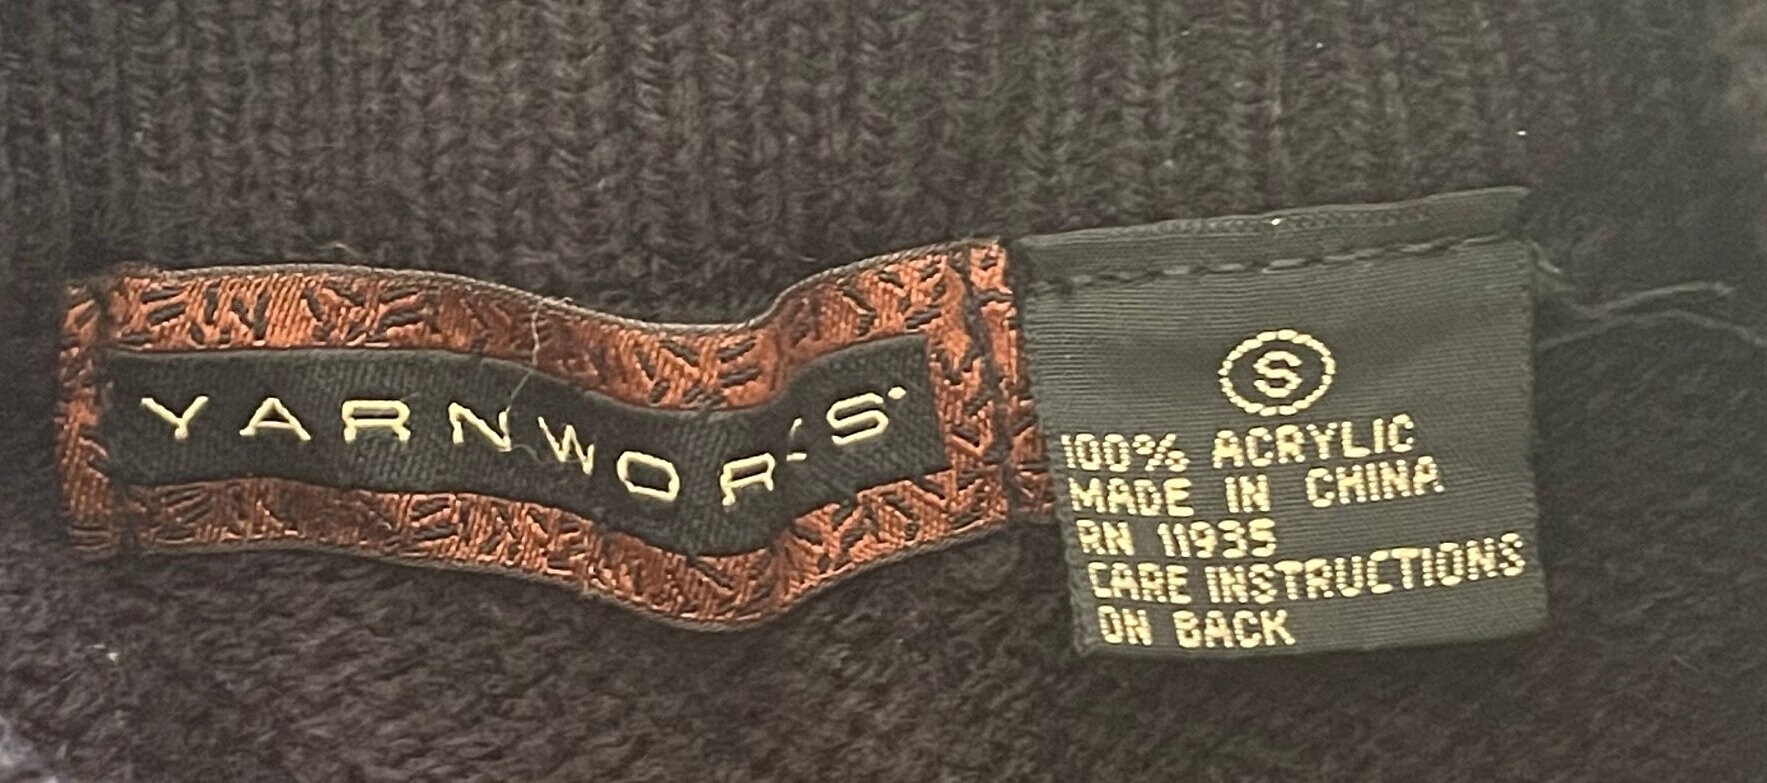 YARNWORKS
S
100% ACRYLIC
MADE IN CHINA
RN 11935
CARE INSTRUCTIONS
ON BACK